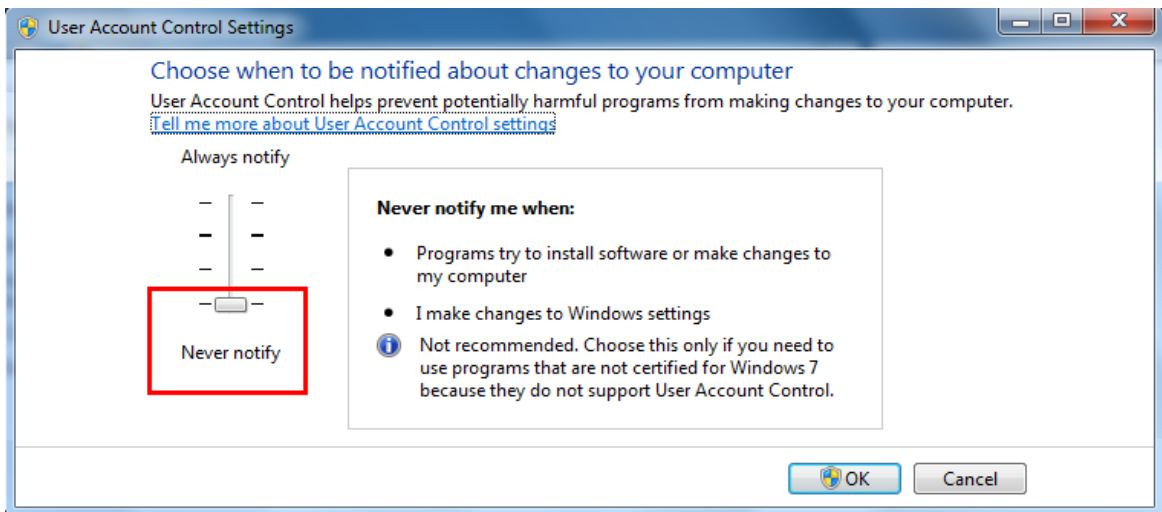 User Account Control Settings
Choose when to be notified about changes to your computer
User Account Control helps prevent potentially harmful programs from making changes to your computer.
Tell me more about User Account Control settings
Always notify
Never notify me when:
Programs try to install software or make changes to
my computer
I make changes to Windows settings
Never notify
Not recommended. Choose this only if you need to
use programs that are not certified for Windows 7
because they do not support User Account Control.
OK
Cancel